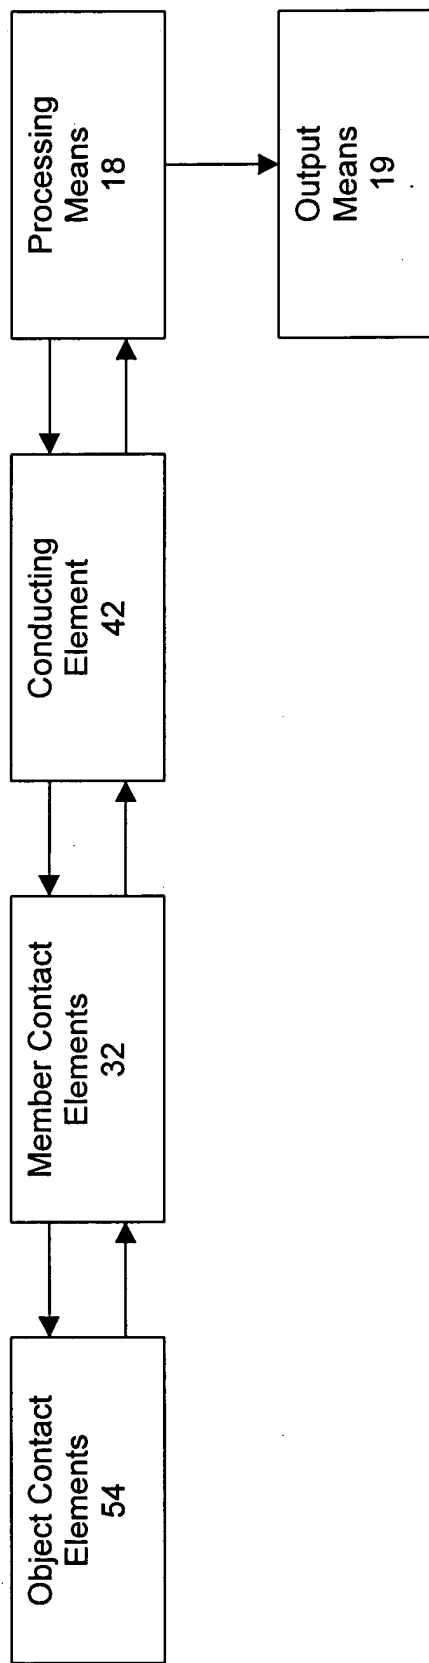 Object Contact
Elements
54
Member Contact
Elements
32
Conducting
Element
42
Processing
Means
18
Output
Means
19